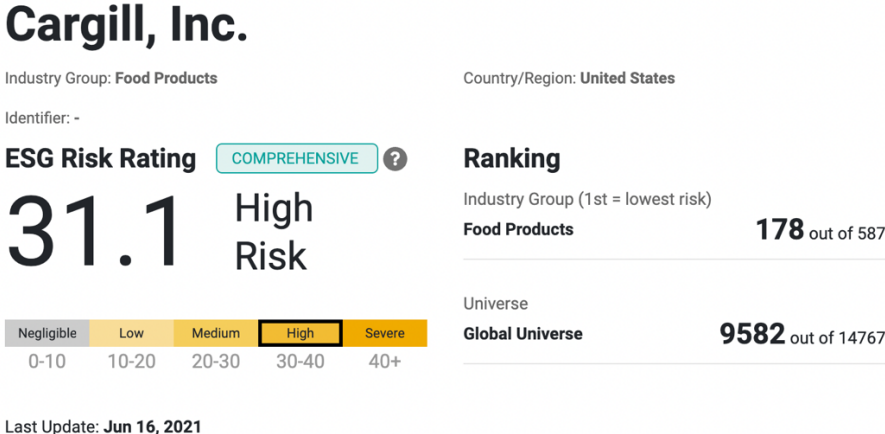 Cargill, Inc.
Industry Group: Food Products
Country/Region: United States
Identifier: -
ESG Risk Rating
COMPREHENSIVE
?
31.1
High
Risk
Negligible Low Medium High Severe
0-10 10-20 20-30 30-40 40+
Last Update: Jun 16, 2021
Ranking
Industry Group (1st = lowest risk)
Food Products 178 out of 587
Universe
Global Universe 9582 out of 14767